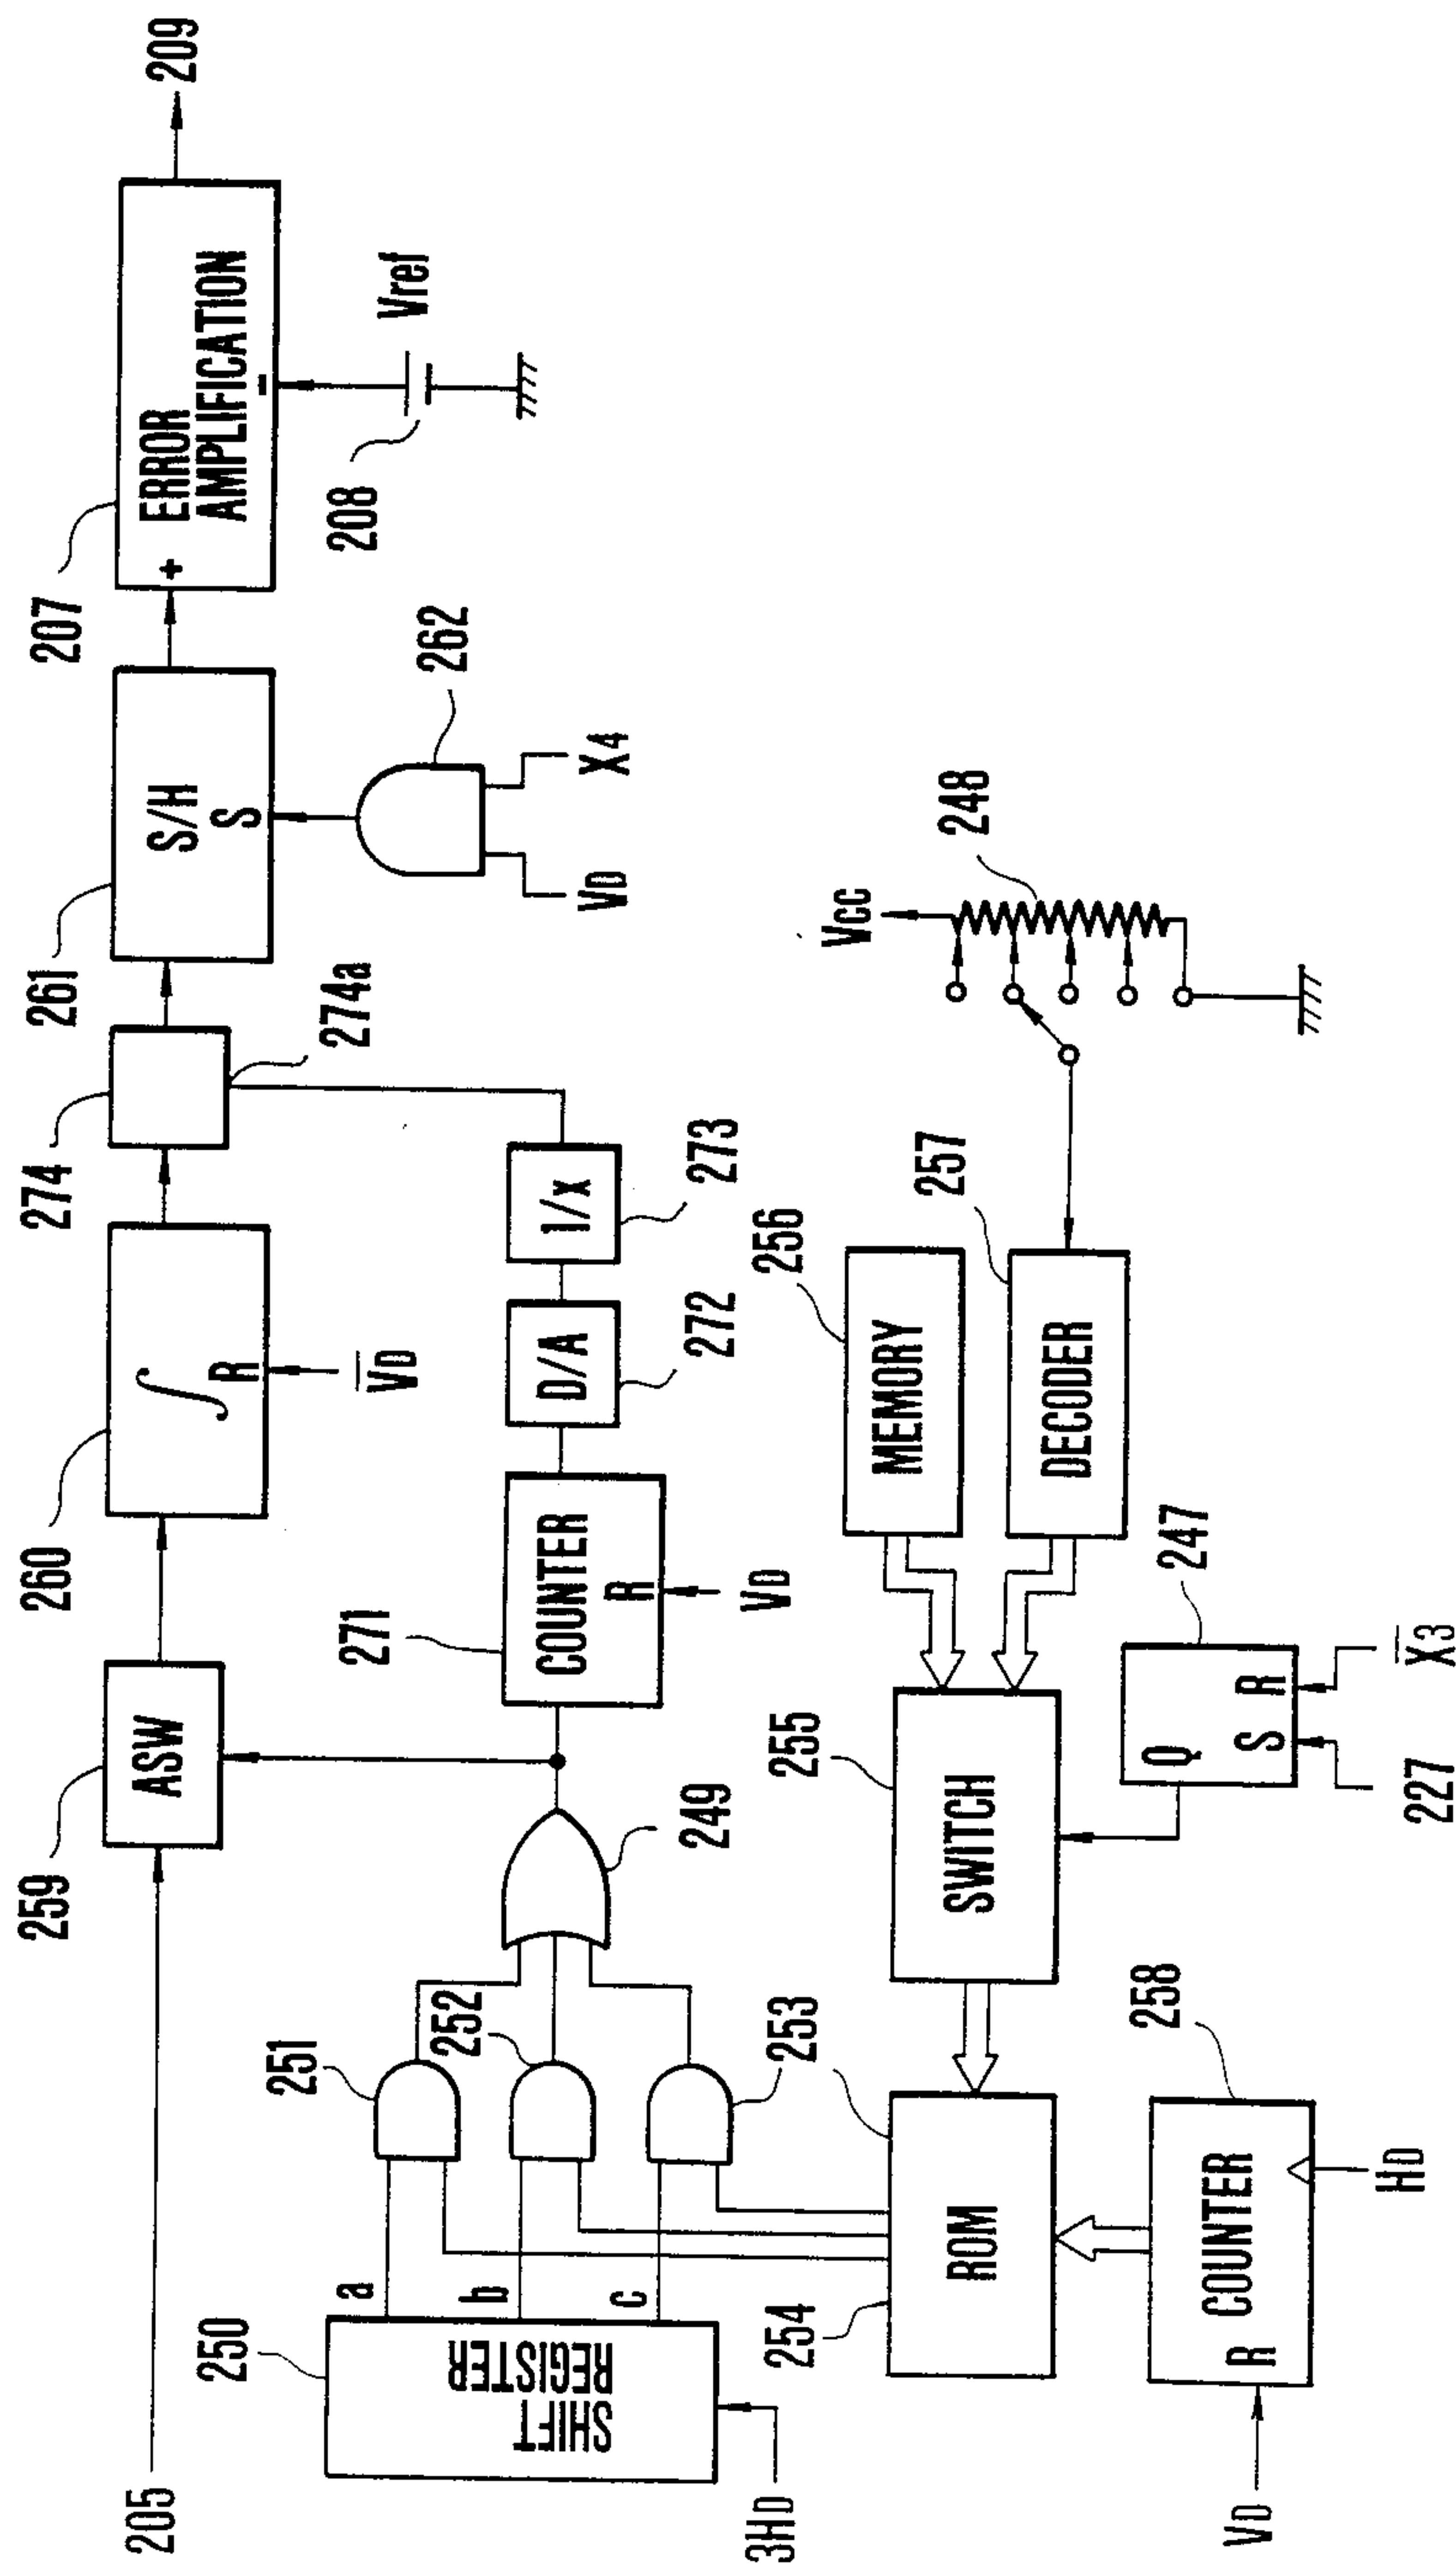 205
259
ASW
260
∫
R
V̅D
274
274a
261
S/H
S
262
VD
X4
207
+
ERROR
AMPLIFICATION
-
209
208
Vref
250
SHIFT
REGISTER
3HD
a
b
c
251
252
253
249
271
COUNTER
R
VD
272
D/A
273
1/x
254
ROM
255
SWITCH
256
MEMORY
257
DECODER
248
Vcc
247
Q
S
R
227
X̅3
258
COUNTER
R
VD
HD